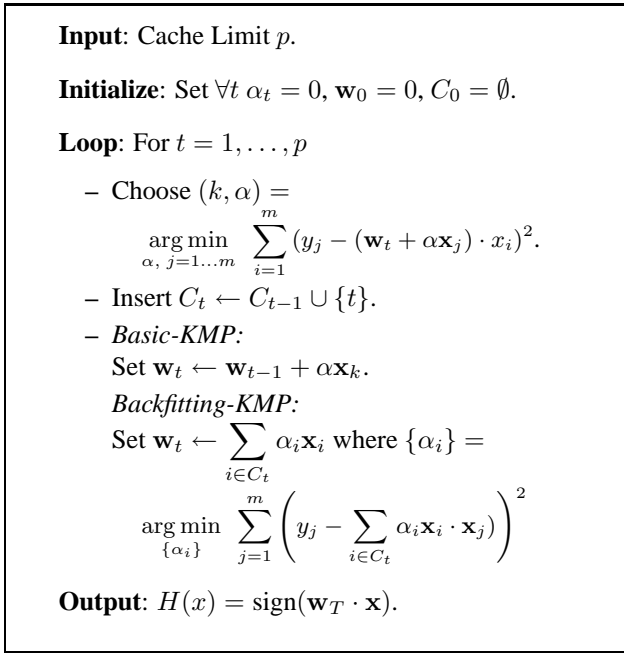 Input: Cache Limit p.
Initialize: Set ∀t α_t = 0, w_0 = 0, C_0 = ∅.
Loop: For t = 1, . . . , p
– Choose (k, α) =
arg min_{α, j=1...m} ∑_{i=1}^{m} (y_j − (w_t + αx_j) · x_i)^2.
– Insert C_t ← C_{t−1} ∪ {t}.
– Basic-KMP:
Set w_t ← w_{t−1} + αx_k.
Backfitting-KMP:
Set w_t ← ∑_{i∈C_t} α_i x_i where {α_i} =
arg min_{{α_i}} ∑_{j=1}^{m} (y_j − ∑_{i∈C_t} α_i x_i · x_j))^2
Output: H(x) = sign(w_T · x).